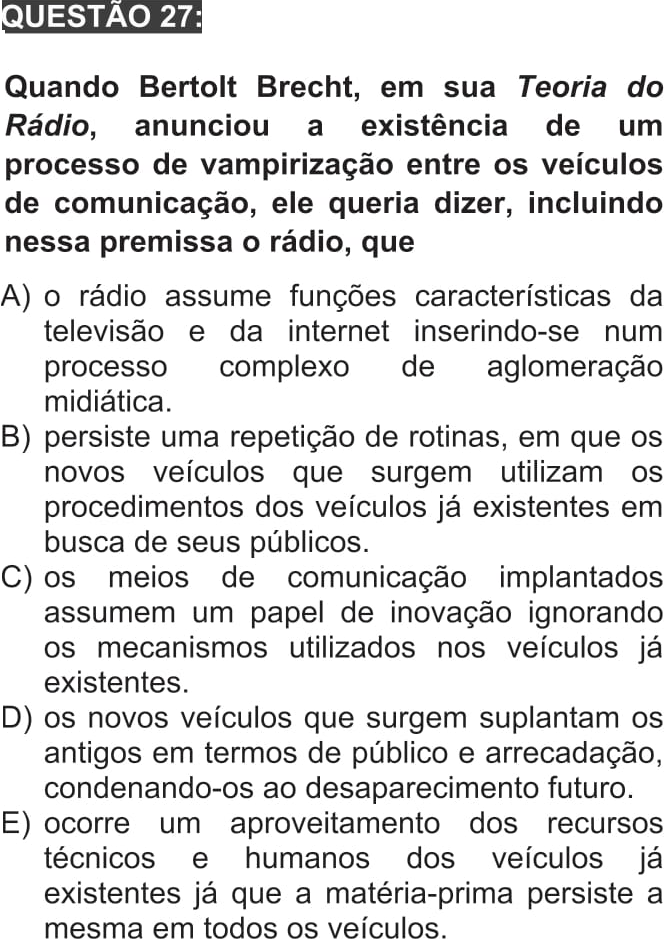 QUESTÃO 27:
Quando Bertolt Brecht, em sua Teoria do
Rádio, anunciou a existência de um
processo de vampirização entre os veículos
de comunicação, ele queria dizer, incluindo
nessa premissa o rádio, que
A) o rádio assume funções características da
televisão e da internet inserindo-se num
processo complexo de aglomeração
midiática.
B) persiste uma repetição de rotinas, em que os
novos veículos que surgem utilizam os
procedimentos dos veículos já existentes em
busca de seus públicos.
C) os meios de comunicação implantados
assumem um papel de inovação ignorando
os mecanismos utilizados nos veículos já
existentes.
D) os novos veículos que surgem suplantam os
antigos em termos de público e arrecadação,
condenando-os ao desaparecimento futuro.
E) ocorre um aproveitamento dos recursos
técnicos e humanos dos veículos já
existentes já que a matéria-prima persiste a
mesma em todos os veículos.